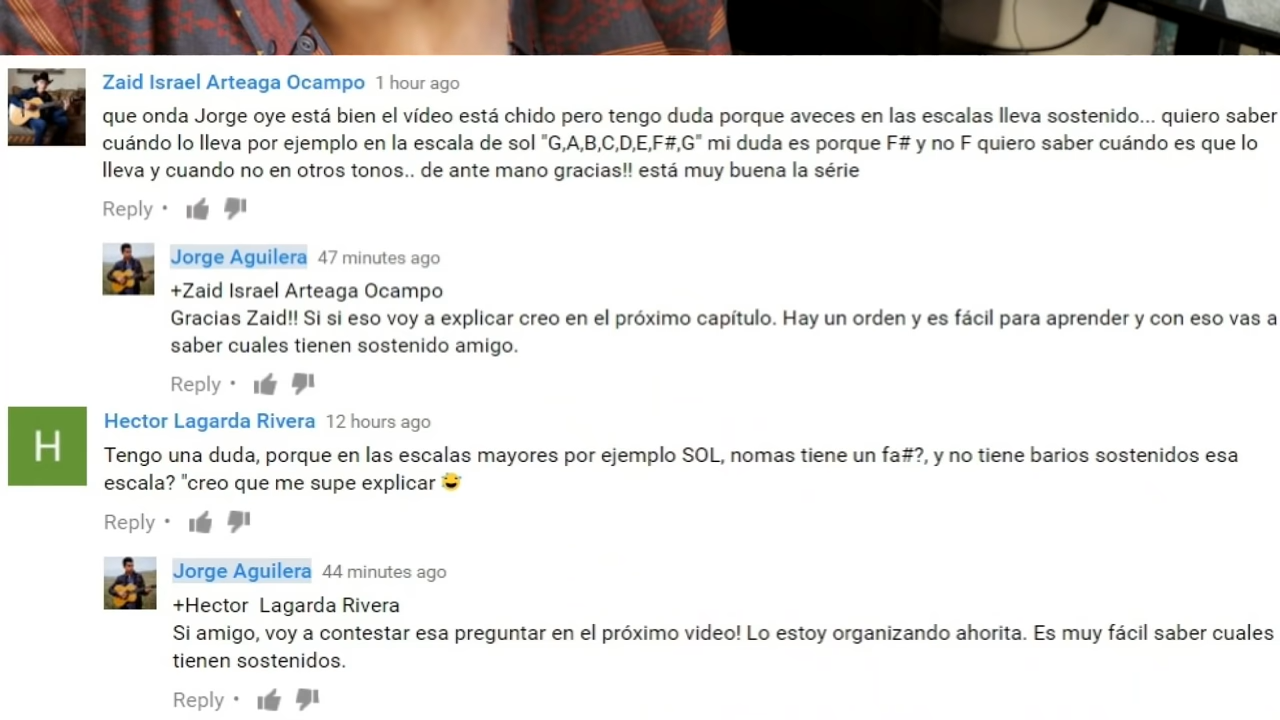 Zaid Israel Arteaga Ocampo 1 hour ago
que onda Jorge oye está bien el vídeo está chido pero tengo duda porque aveces en las escalas lleva sostenido... quiero saber
cuándo lo lleva por ejemplo en la escala de sol "G,A,B,C,D,E,F#,G" mi duda es porque F# y no F quiero saber cuándo es que lo
lleva y cuando no en otros tonos.. de ante mano gracias!! está muy buena la série
Reply •
Jorge Aguilera 47 minutes ago
+Zaid Israel Arteaga Ocampo
Gracias Zaid!! Si si eso voy a explicar creo en el próximo capítulo. Hay un orden y es fácil para aprender y con eso vas a
saber cuales tienen sostenido amigo.
Reply •
H
Hector Lagarda Rivera 12 hours ago
Tengo una duda, porque en las escalas mayores por ejemplo SOL, nomas tiene un fa#?, y no tiene barios sostenidos esa
escala? "creo que me supe explicar 😅
Reply •
Jorge Aguilera 44 minutes ago
+Hector Lagarda Rivera
Si amigo, voy a contestar esa preguntar en el próximo video! Lo estoy organizando ahorita. Es muy fácil saber cuales
tienen sostenidos.
Reply •